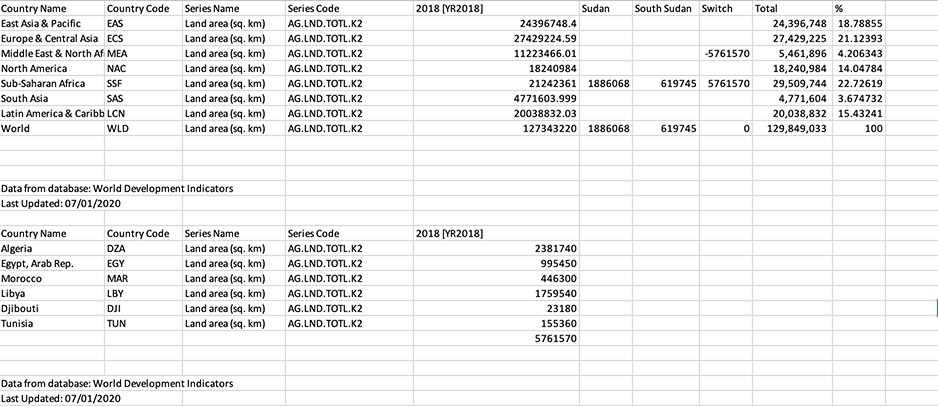 Country Name Country Code Series Name Series Code 2018 [YR2018] Sudan South Sudan Switch Total %
East Asia & Pacific EAS Land area (sq. km) AG.LND.TOTL.K2 24396748.4 24,396,748 18.78855
Europe & Central Asia ECS Land area (sq. km) AG.LND.TOTL.K2 27429224.59 27,429,225 21.12393
Middle East & North Af MEA Land area (sq. km) AG.LND.TOTL.K2 11223466.01 -5761570 5,461,896 4.206343
North America NAC Land area (sq. km) AG.LND.TOTL.K2 18240984 18,240,984 14.04784
Sub-Saharan Africa SSF Land area (sq. km) AG.LND.TOTL.K2 21242361 1886068 619745 5761570 29,509,744 22.72619
South Asia SAS Land area (sq. km) AG.LND.TOTL.K2 4771603.999 4,771,604 3.674732
Latin America & Caribb LCN Land area (sq. km) AG.LND.TOTL.K2 20038832.03 20,038,832 15.43241
World WLD Land area (sq. km) AG.LND.TOTL.K2 127343220 1886068 619745 0 129,849,033 100
Data from database: World Development Indicators
Last Updated: 07/01/2020
Country Name Country Code Series Name Series Code 2018 [YR2018]
Algeria DZA Land area (sq. km) AG.LND.TOTL.K2 2381740
Egypt, Arab Rep. EGY Land area (sq. km) AG.LND.TOTL.K2 995450
Morocco MAR Land area (sq. km) AG.LND.TOTL.K2 446300
Libya LBY Land area (sq. km) AG.LND.TOTL.K2 1759540
Djibouti DJI Land area (sq. km) AG.LND.TOTL.K2 23180
Tunisia TUN Land area (sq. km) AG.LND.TOTL.K2 155360
5761570
Data from database: World Development Indicators
Last Updated: 07/01/2020